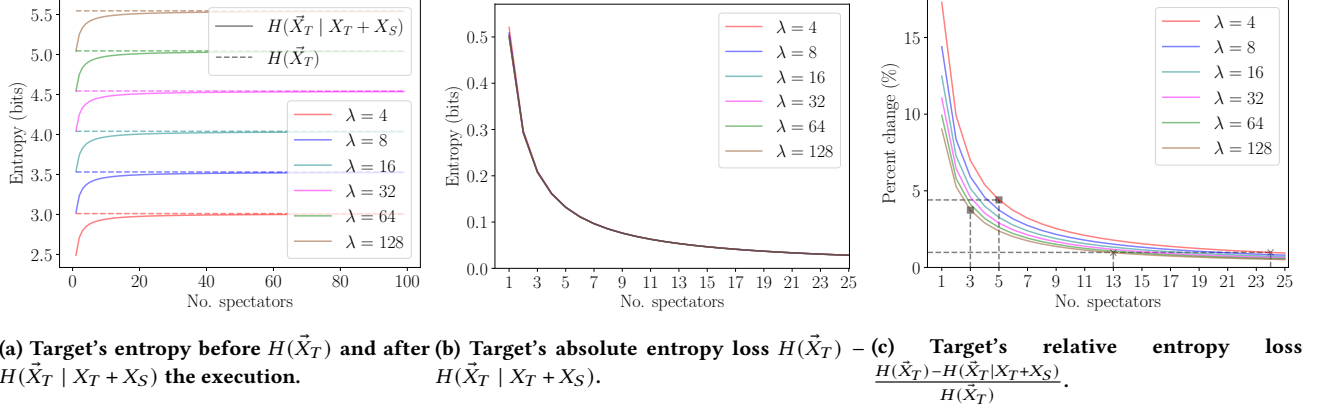 5.5
5.0
4.5
4.0
3.5
3.0
2.5
Entropy (bits)
0 20 40 60 80 100
No. spectators
H(X⃗_T | X_T + X_S)
H(X⃗_T)
λ = 4
λ = 8
λ = 16
λ = 32
λ = 64
λ = 128
0.5
0.4
0.3
0.2
0.1
0.0
Entropy (bits)
1 3 5 7 9 11 13 15 17 19 21 23 25
No. spectators
λ = 4
λ = 8
λ = 16
λ = 32
λ = 64
λ = 128
15
10
5
0
Percent change (%)
1 3 5 7 9 11 13 15 17 19 21 23 25
No. spectators
λ = 4
λ = 8
λ = 16
λ = 32
λ = 64
λ = 128
(a) Target's entropy before H(X⃗_T) and after
H(X⃗_T | X_T + X_S) the execution.
(b) Target's absolute entropy loss H(X⃗_T) −
H(X⃗_T | X_T + X_S).
(c) Target's relative entropy loss
H(X⃗_T)−H(X⃗_T|X_T+X_S)
H(X⃗_T)
.